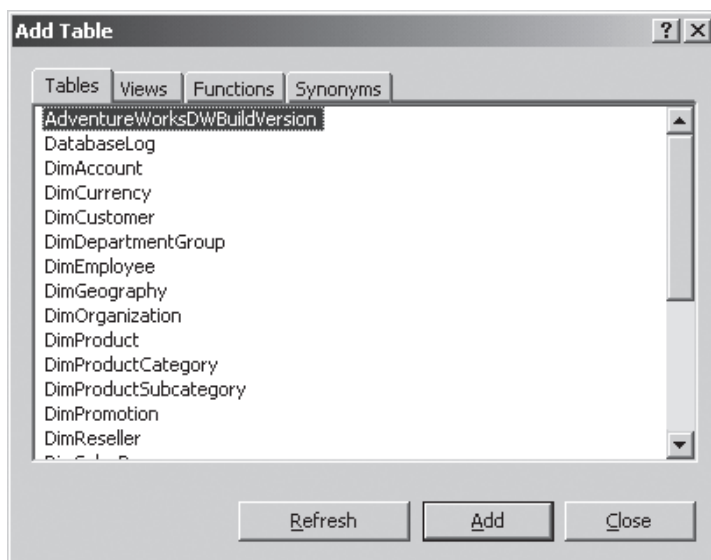 Add Table
Tables Views Functions Synonyms
AdventureWorksDWBuildVersion
DatabaseLog
DimAccount
DimCurrency
DimCustomer
DimDepartmentGroup
DimEmployee
DimGeography
DimOrganization
DimProduct
DimProductCategory
DimProductSubcategory
DimPromotion
DimReseller
Refresh Add Close